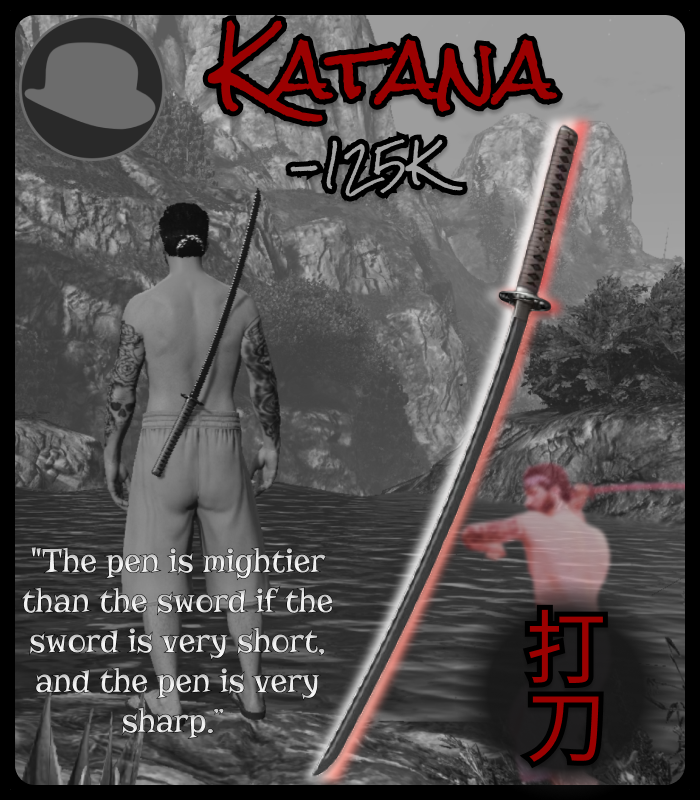 Katana
-125K
"The pen is mightier
than the sword if the
sword is very short,
and the pen is very
sharp."
打
刀